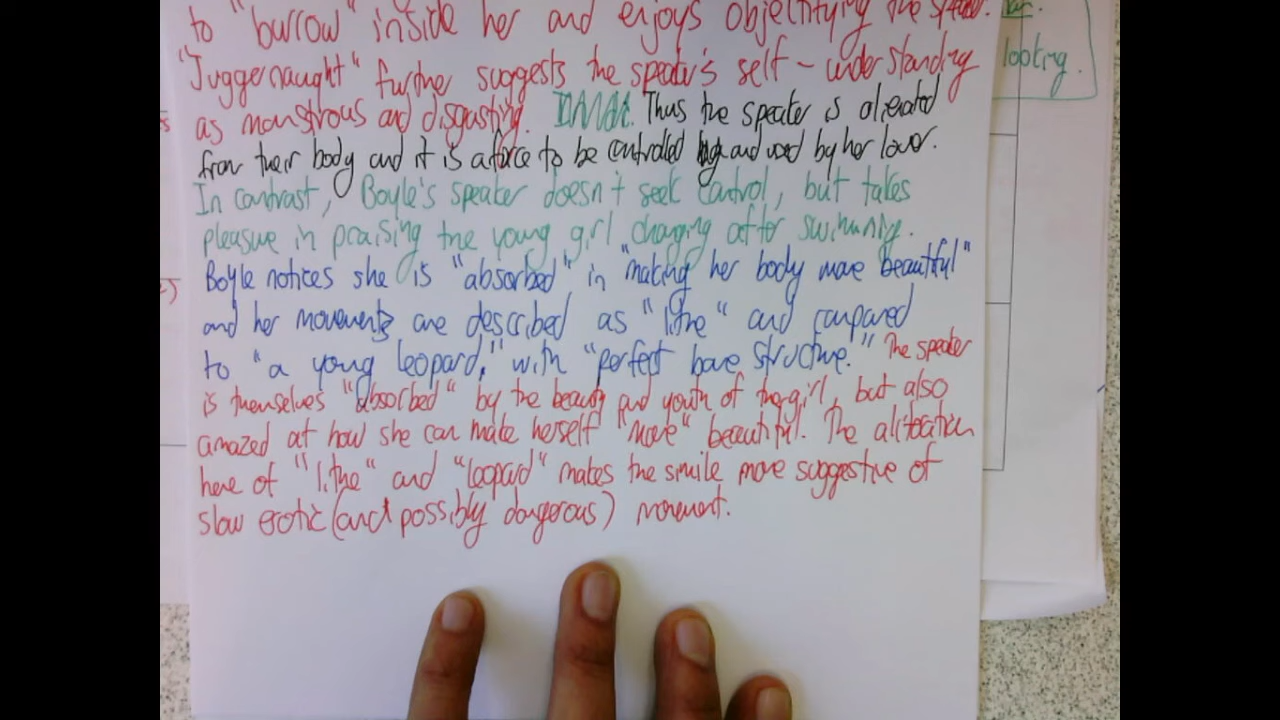 to "burrow" inside her and enjoys objectifying the speaker.
"Juggernaught" further suggests the speaker's self-understanding
as monstrous and disgusting. Thus the speaker is alienated
from their body and it is a force to be controlled and used by her lover.
In contrast, Boyle's speaker doesn't seek control, but takes
pleasure in praising the young girl changing after swimming.
Boyle notices she is "absorbed" in "making her body more beautiful"
and her movements are described as "lithe" and compared
to "a young leopard," with "perfect bone structure." The speaker
is themselves "absorbed" by the beauty and youth of the girl, but also
amazed at how she can make herself "more" beautiful. The aliteration
here of "lithe" and "leopard" makes the simile more suggestive of
slow erotic (and possibly dangerous) movement.
looking.